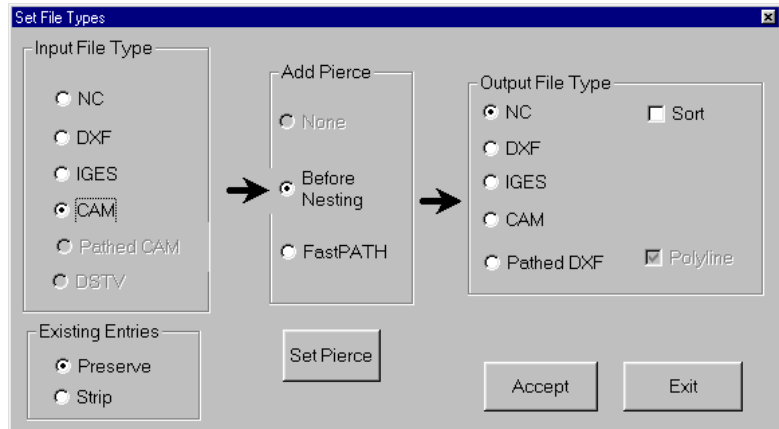 Set File Types
Input File Type
NC
DXF
IGES
CAM
Pathed CAM
DSTV
Existing Entries
Preserve
Strip
Add Pierce
None
Before
Nesting
FastPATH
Set Pierce
Output File Type
NC
Sort
DXF
IGES
CAM
Pathed DXF
Polyline
Accept
Exit